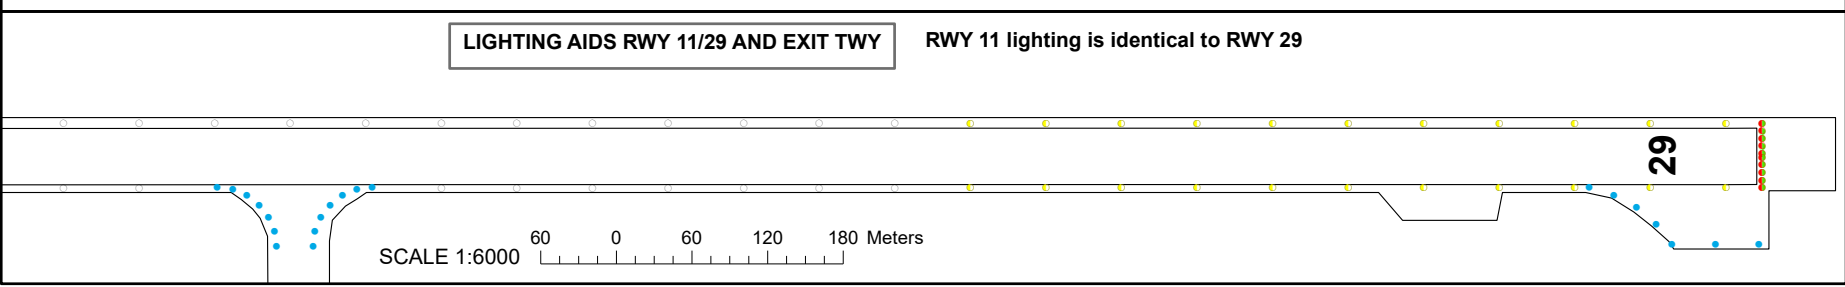 LIGHTING AIDS RWY 11/29 AND EXIT TWY
RWY 11 lighting is identical to RWY 29
29
SCALE 1:6000
60 0 60 120 180 Meters